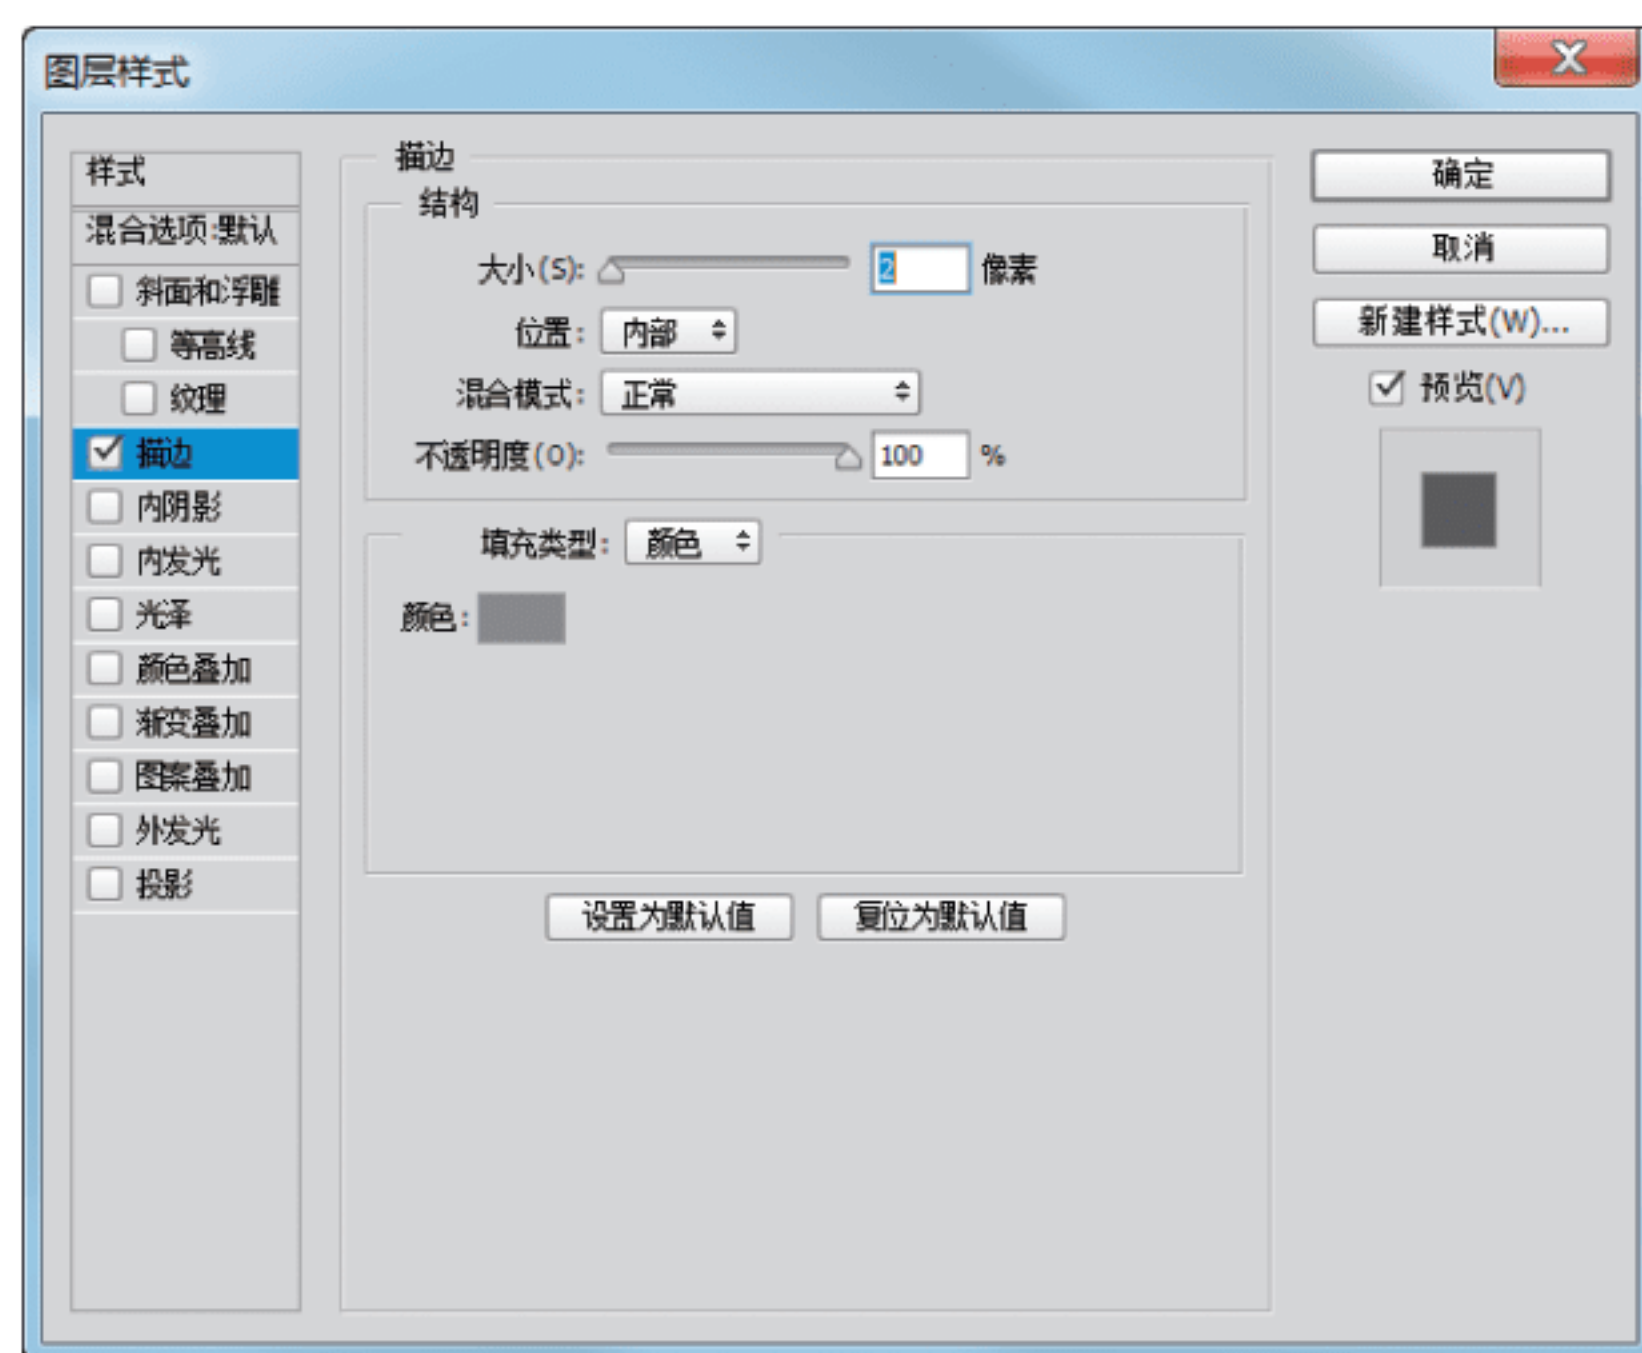 图层样式
样式
混合选项:默认
斜面和浮雕
等高线
纹理
描边
内阴影
内发光
光泽
颜色叠加
渐变叠加
图案叠加
外发光
投影
描边
结构
大小(S): 2 像素
位置: 内部
混合模式: 正常
不透明度(O): 100 %
填充类型: 颜色
颜色:
设置为默认值 复位为默认值
确定
取消
新建样式(W)...
预览(V)